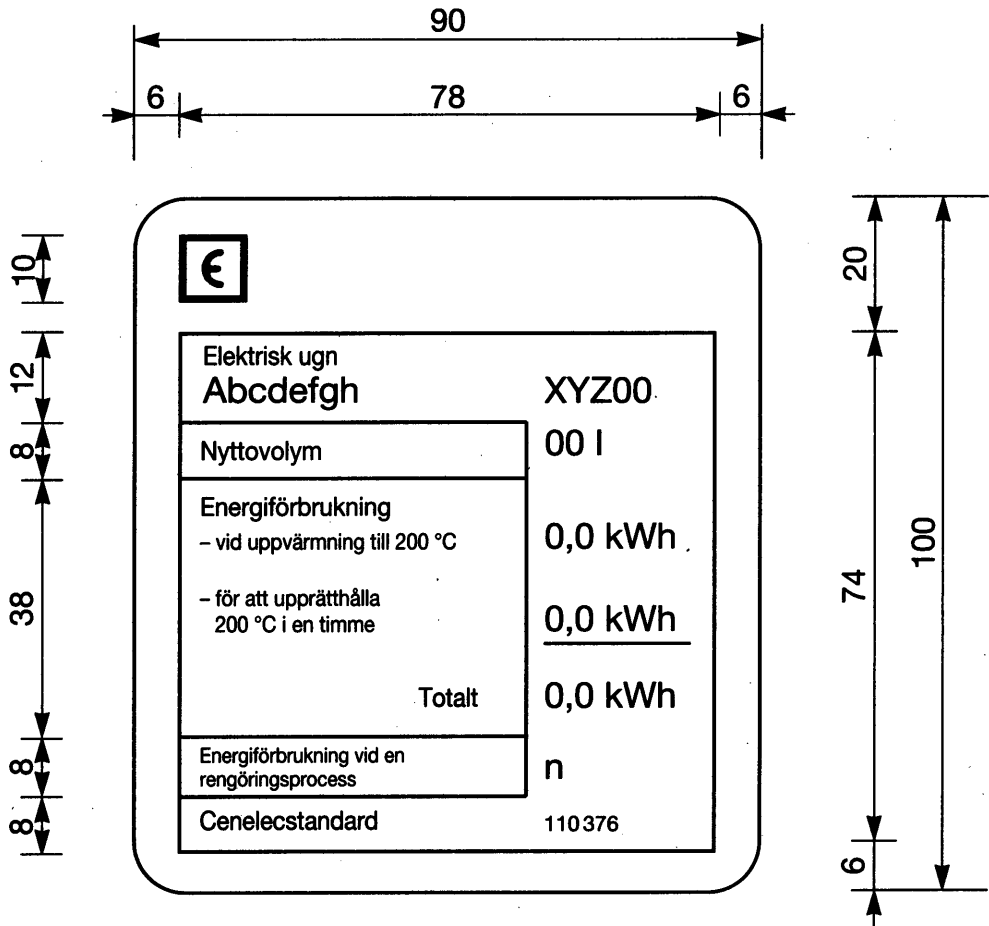 90
6 78 6
10
20
Є
12
Elektrisk ugn
Abcdefgh XYZ00
8
Nyttovolym 00 l
38
Energiförbrukning
– vid uppvärmning till 200 °C 0,0 kWh
100
74
– för att upprätthålla
200 °C i en timme 0,0 kWh
Totalt 0,0 kWh
8
Energiförbrukning vid en
rengöringsprocess n
8
Cenelecstandard 110 376
6